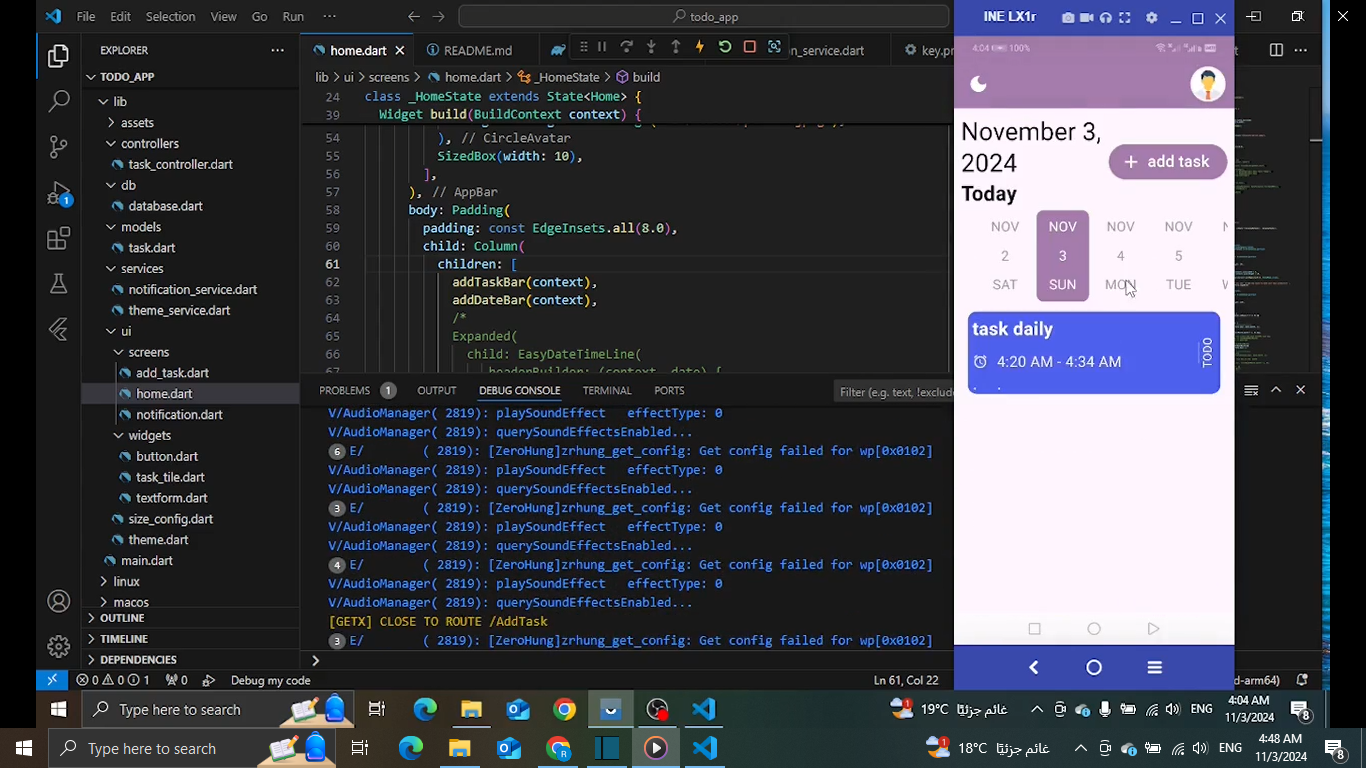 File Edit Selection View Go Run ··· todo_app
INE LX1r
EXPLORER
home.dart README.md n_service.dart key.pr
TODO_APP
lib
assets
controllers
task_controller.dart
db
database.dart
models
task.dart
services
notification_service.dart
theme_service.dart
ui
screens
add_task.dart
home.dart
notification.dart
widgets
button.dart
task_tile.dart
textform.dart
size_config.dart
theme.dart
main.dart
linux
macos
OUTLINE
TIMELINE
DEPENDENCIES
lib > ui > screens > home.dart > _HomeState > build
24 class _HomeState extends State<Home> {
39 Widget build(BuildContext context) {
54 ), // CircleAvatar
55 SizedBox(width: 10),
56 ],
57 ), // AppBar
58 body: Padding(
59 padding: const EdgeInsets.all(8.0),
60 child: Column(
61 children: [
62 addTaskBar(context),
63 addDateBar(context),
64 /*
65 Expanded(
66 child: EasyDateTimeLine(
67 headerBuilder: (context, date) {
PROBLEMS 1 OUTPUT DEBUG CONSOLE TERMINAL PORTS Filter (e.g. text, !exclude
V/AudioManager( 2819): playSoundEffect effectType: 0
V/AudioManager( 2819): querySoundEffectsEnabled...
6 E/ ( 2819): [ZeroHung]zrhung_get_config: Get config failed for wp[0x0102]
V/AudioManager( 2819): playSoundEffect effectType: 0
V/AudioManager( 2819): querySoundEffectsEnabled...
3 E/ ( 2819): [ZeroHung]zrhung_get_config: Get config failed for wp[0x0102]
V/AudioManager( 2819): playSoundEffect effectType: 0
V/AudioManager( 2819): querySoundEffectsEnabled...
4 E/ ( 2819): [ZeroHung]zrhung_get_config: Get config failed for wp[0x0102]
V/AudioManager( 2819): playSoundEffect effectType: 0
V/AudioManager( 2819): querySoundEffectsEnabled...
[GETX] CLOSE TO ROUTE /AddTask
3 E/ ( 2819): [ZeroHung]zrhung_get_config: Get config failed for wp[0x0102]
4:04 100%
November 3,
2024
+ add task
Today
NOV NOV NOV NOV
2 3 4 5
SAT SUN MON TUE
task daily
4:20 AM - 4:34 AM
TODO
0 0 1 0 Debug my code Ln 61, Col 22 d-arm64)
1
Type here to search 19°C غائم جزئيًا ENG 4:04 AM
11/3/2024 8
Type here to search 18°C غائم جزئيًا ENG 4:48 AM
11/3/2024 8